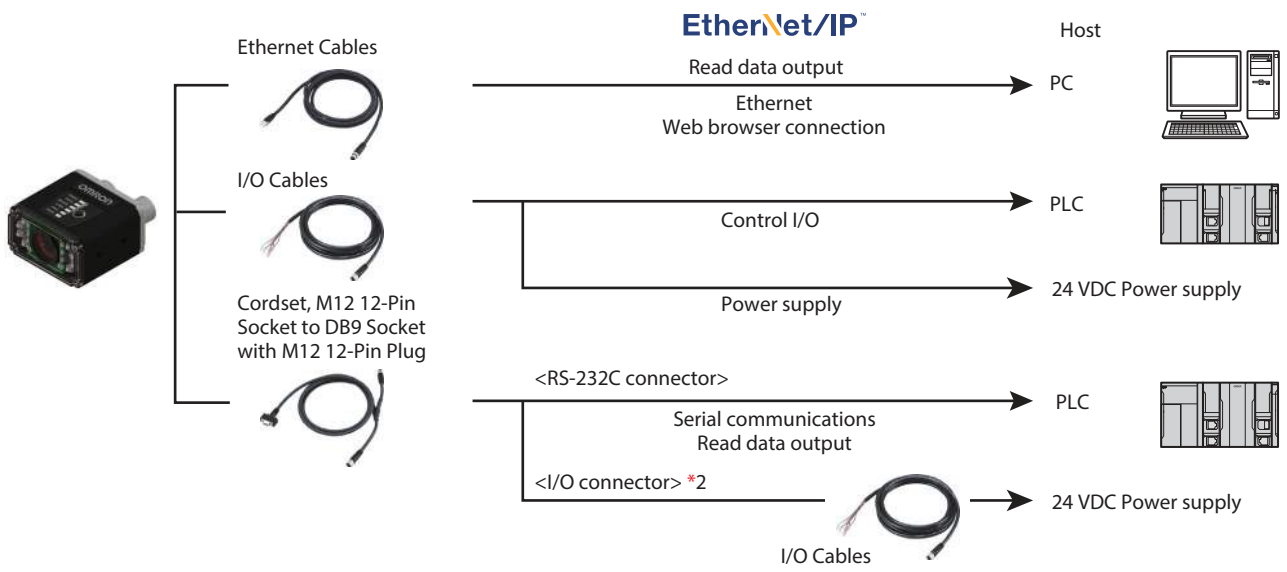 EtherNet/IP™
Host
Ethernet Cables
Read data output
PC
Ethernet
Web browser connection
OMRON
I/O Cables
PLC
Control I/O
24 VDC Power supply
Power supply
Cordset, M12 12-Pin
Socket to DB9 Socket
with M12 12-Pin Plug
<RS-232C connector>
PLC
Serial communications
Read data output
<I/O connector> *2
24 VDC Power supply
I/O Cables